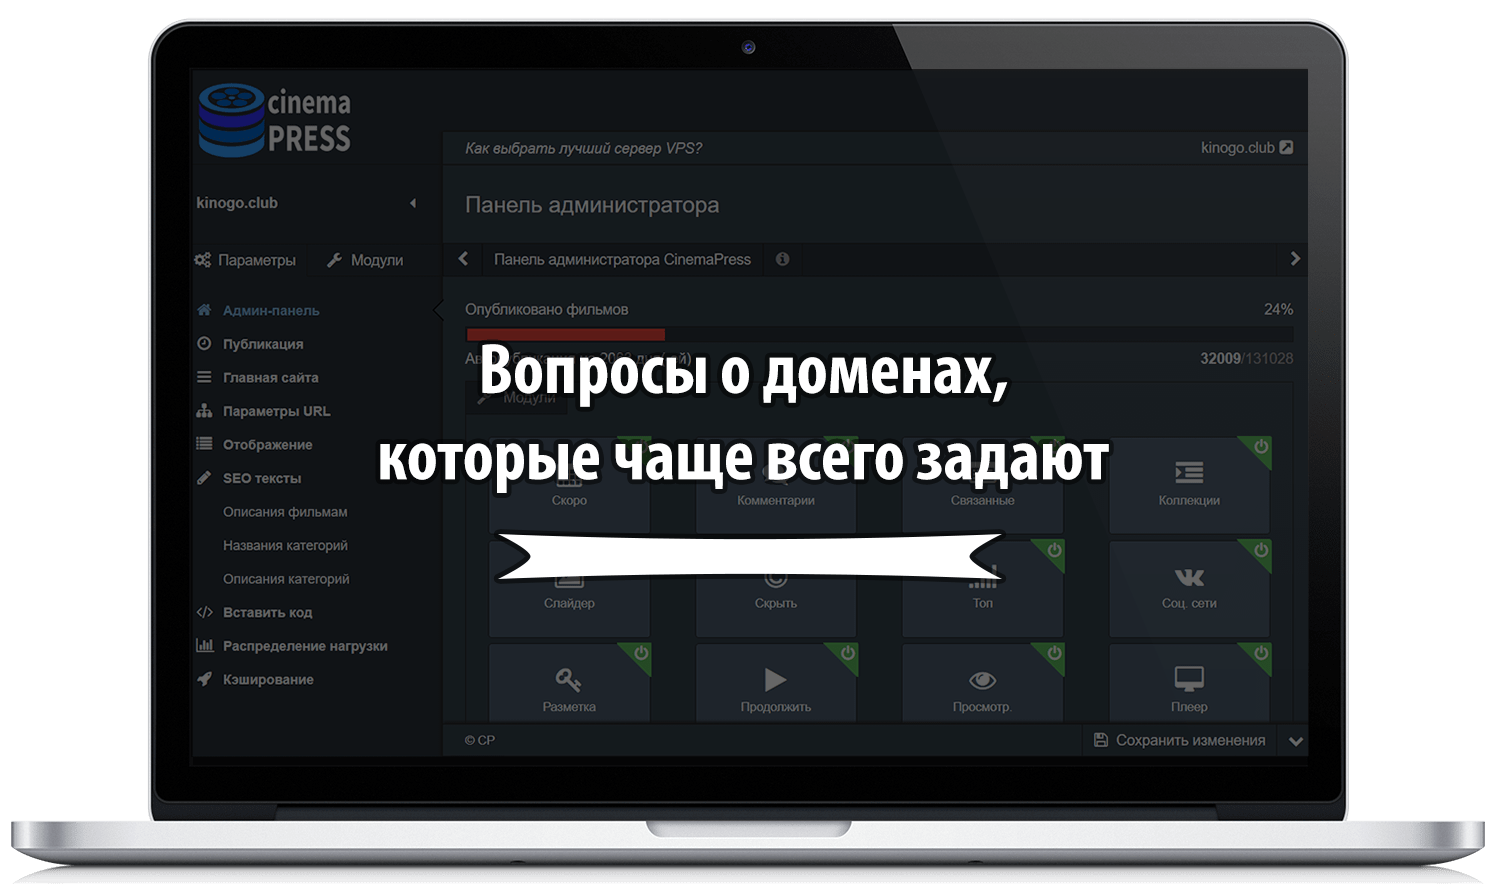 cinema
PRESS
Как выбрать лучший сервер VPS?
kinogo.club
kinogo.club
Панель администратора
Параметры
Модули
Панель администратора CinemaPress
Админ-панель
Публикация
Главная сайта
Параметры URL
Отображение
SEO тексты
Описания фильмам
Названия категорий
Описания категорий
Вставить код
Распределение нагрузки
Кэширование
Опубликовано фильмов
24%
32009/131028
Вопросы о доменах,
Модули
которые чаще всего задают
Скоро
Комментарии
Связанные
Коллекции
Слайдер
Скрыть
Топ
Соц. сети
Разметка
Продолжить
Просмотр.
Плеер
© CP
Сохранить изменения